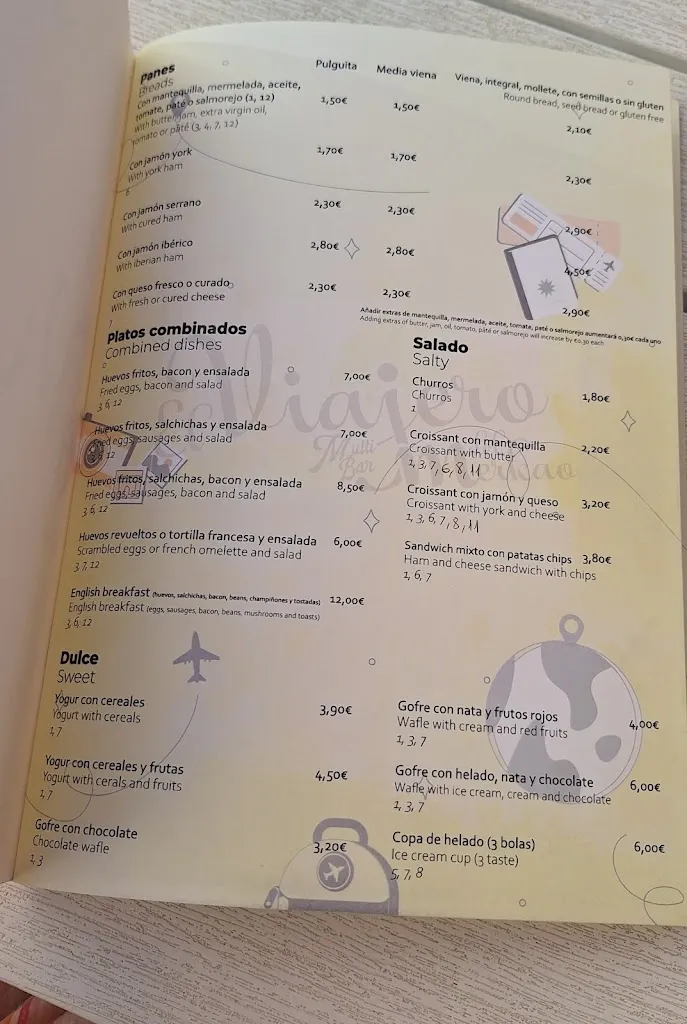 Panes
Breads
Pulguita
Media viena
Viena, integral, mollete, con semillas o sin gluten
Round bread, seed bread or gluten free
Con mantequilla, mermelada, aceite,
tomate, paté o salmorejo (1, 12)
With butter, jam, extra virgin oil,
tomato or pâté (3, 4, 7, 12)
1,50€
1,50€
2,10€
Con jamón york
With york ham
6
1,70€
1,70€
2,30€
Con jamón serrano
With cured ham
2,30€
2,30€
2,90€
Con jamón ibérico
With iberian ham
2,80€
2,80€
4,50€
Con queso fresco o curado
With fresh or cured cheese
7
2,30€
2,30€
2,90€
Añadir extras de mantequilla, mermelada, aceite, tomate, paté o salmorejo aumentará 0,30€ cada uno
Adding extras of butter, jam, oil, tomato, pâté or salmorejo will increase by €0.30 each
Platos combinados
Combined dishes
Huevos fritos, bacon y ensalada
Fried eggs, bacon and salad
3, 6, 12
7,00€
Huevos fritos, salchichas y ensalada
Fried eggs, sausages and salad
12
7,00€
Huevos fritos, salchichas, bacon y ensalada
Fried eggs, sausages, bacon and salad
3, 6, 12
8,50€
Huevos revueltos o tortilla francesa y ensalada
Scrambled eggs or french omelette and salad
3, 7, 12
6,00€
English breakfast (huevos, salchichas, bacon, beans, champiñones y tostadas)
English breakfast (eggs, sausages, bacon, beans, mushrooms and toasts)
3, 6, 12
12,00€
Salado
Salty
Churros
Churros
1
1,80€
Croissant con mantequilla
Croissant with butter
1, 3, 7, 6, 8, 11
2,20€
Croissant con jamón y queso
Croissant with york and cheese
1, 3, 6, 7, 8, 11
3,20€
Sandwich mixto con patatas chips
Ham and cheese sandwich with chips
1, 6, 7
3,80€
Viajero
Multi
Bar
Dulce
Sweet
Yogur con cereales
Yogurt with cereals
1, 7
3,90€
Yogur con cereales y frutas
Yogurt with cerals and fruits
1, 7
4,50€
Gofre con chocolate
Chocolate wafle
1, 3
3,20€
Gofre con nata y frutos rojos
Wafle with cream and red fruits
1, 3, 7
4,00€
Gofre con helado, nata y chocolate
Wafle with ice cream, cream and chocolate
1, 3, 7
6,00€
Copa de helado (3 bolas)
Ice cream cup (3 taste)
5, 7, 8
6,00€